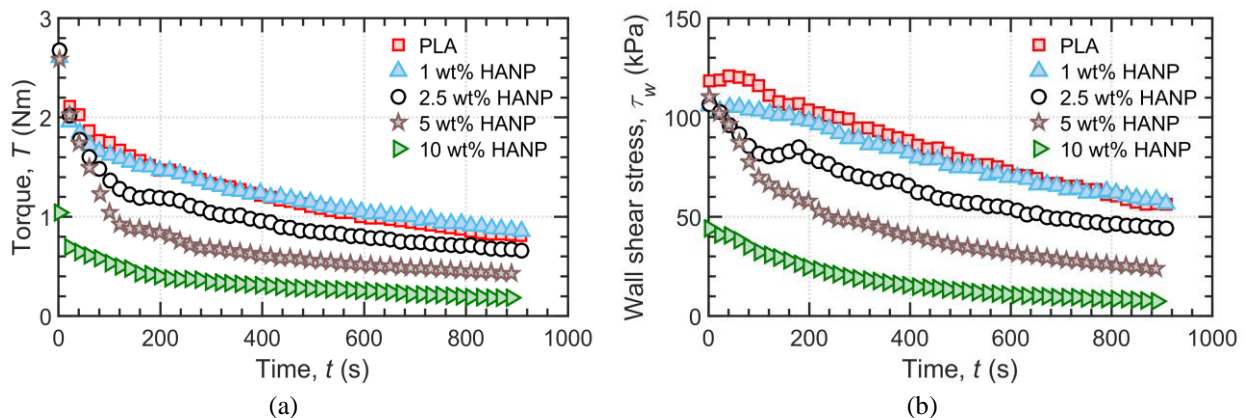 3
2
1
0
Torque, T (Nm)
PLA
1 wt% HANP
2.5 wt% HANP
5 wt% HANP
10 wt% HANP
0 200 400 600 800 1000
Time, t (s)
(a)
150
100
50
0
Wall shear stress, τw (kPa)
PLA
1 wt% HANP
2.5 wt% HANP
5 wt% HANP
10 wt% HANP
0 200 400 600 800 1000
Time, t (s)
(b)